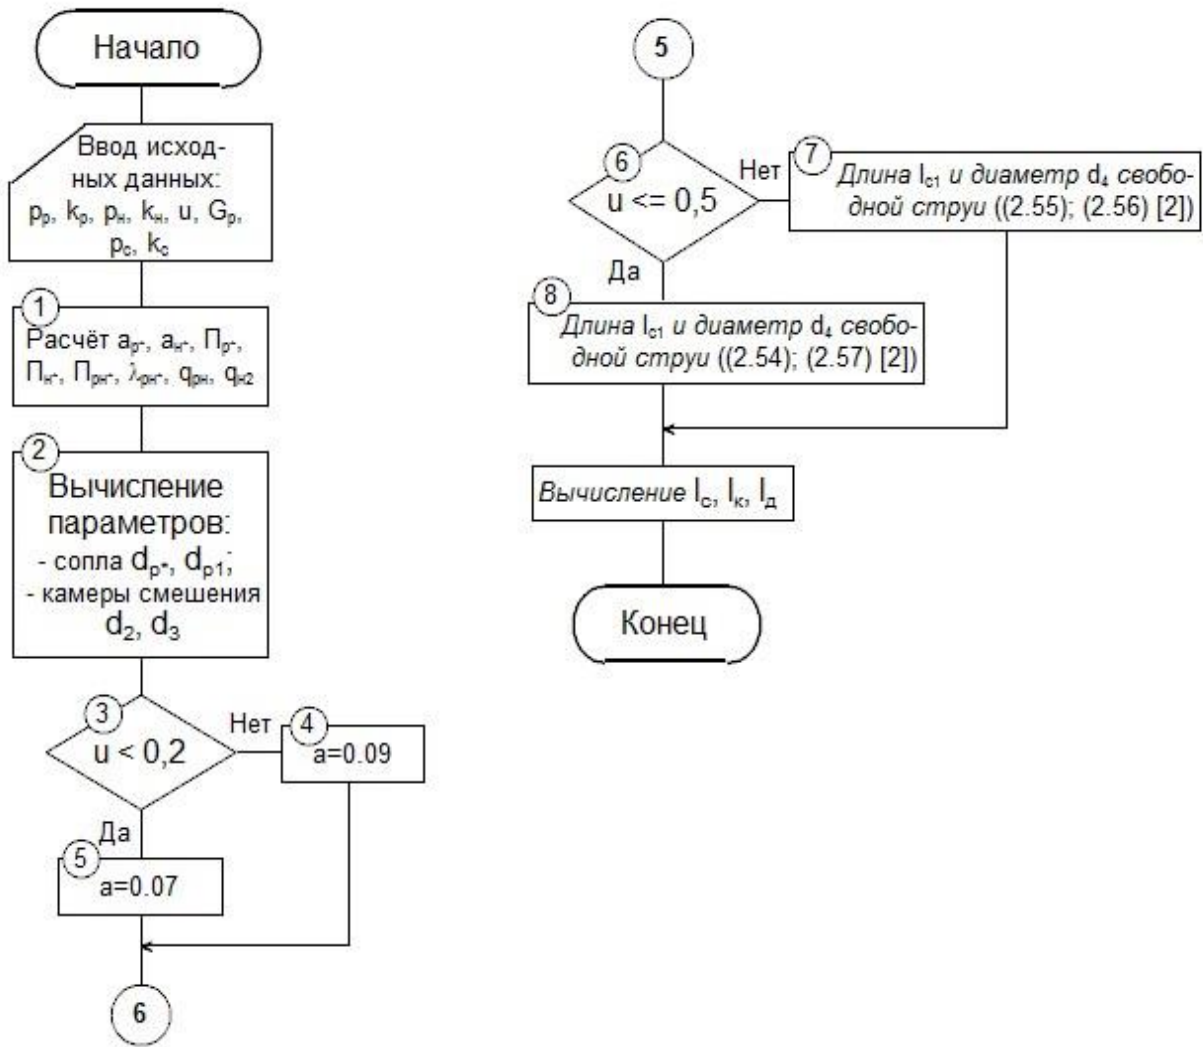 Начало
Ввод исход-
ных данных:
pр, kр, pн, kн, u, Gр,
pс, kс
1
Расчёт aр*, aн*, Пр*,
Пн*, Прн*, λрн*, qрн, qн2
2
Вычисление
параметров:
- сопла dр*, dр1;
- камеры смешения
d2, d3
3
u < 0,2
Нет
4
a=0.09
Да
5
a=0.07
6
5
6
u <= 0,5
Нет
7
Длина lс1 и диаметр d4 свобо-
дной струи ((2.55); (2.56) [2])
Да
8
Длина lс1 и диаметр d4 свобо-
дной струи ((2.54); (2.57) [2])
Вычисление lс, lк, lд
Конец